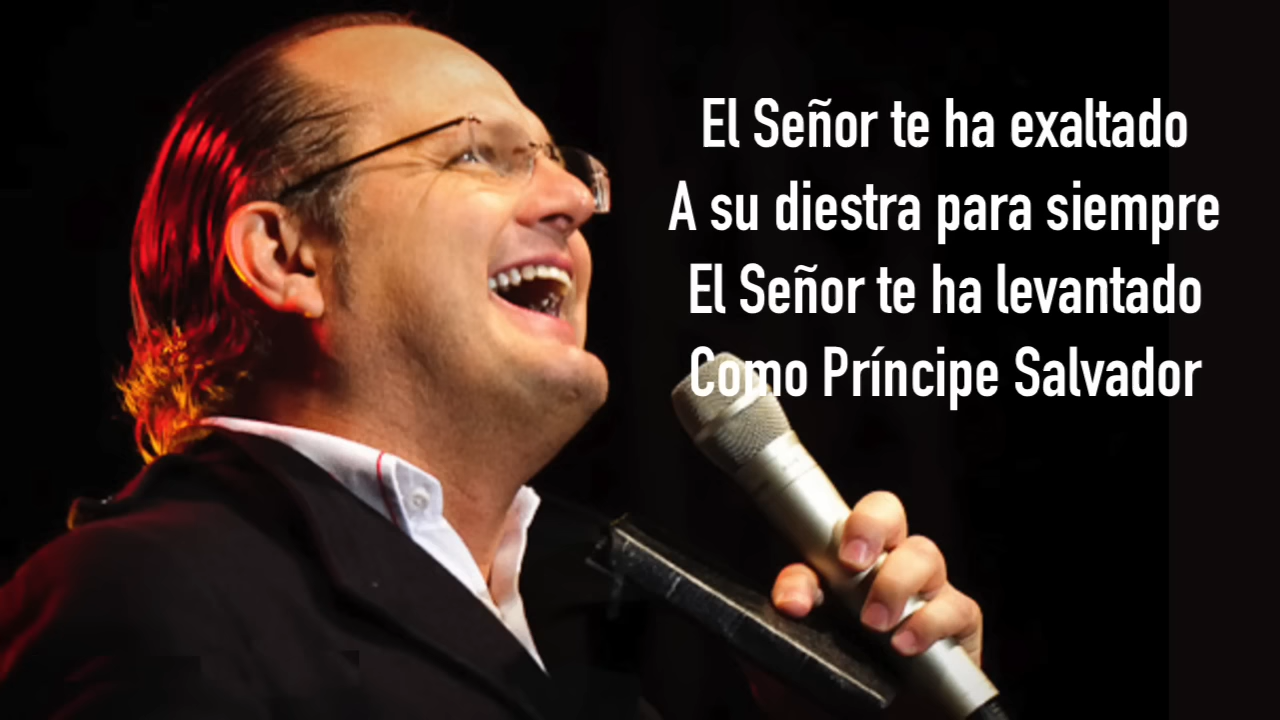 El Señor te ha exaltado
A su diestra para siempre
El Señor te ha levantado
Como Príncipe Salvador